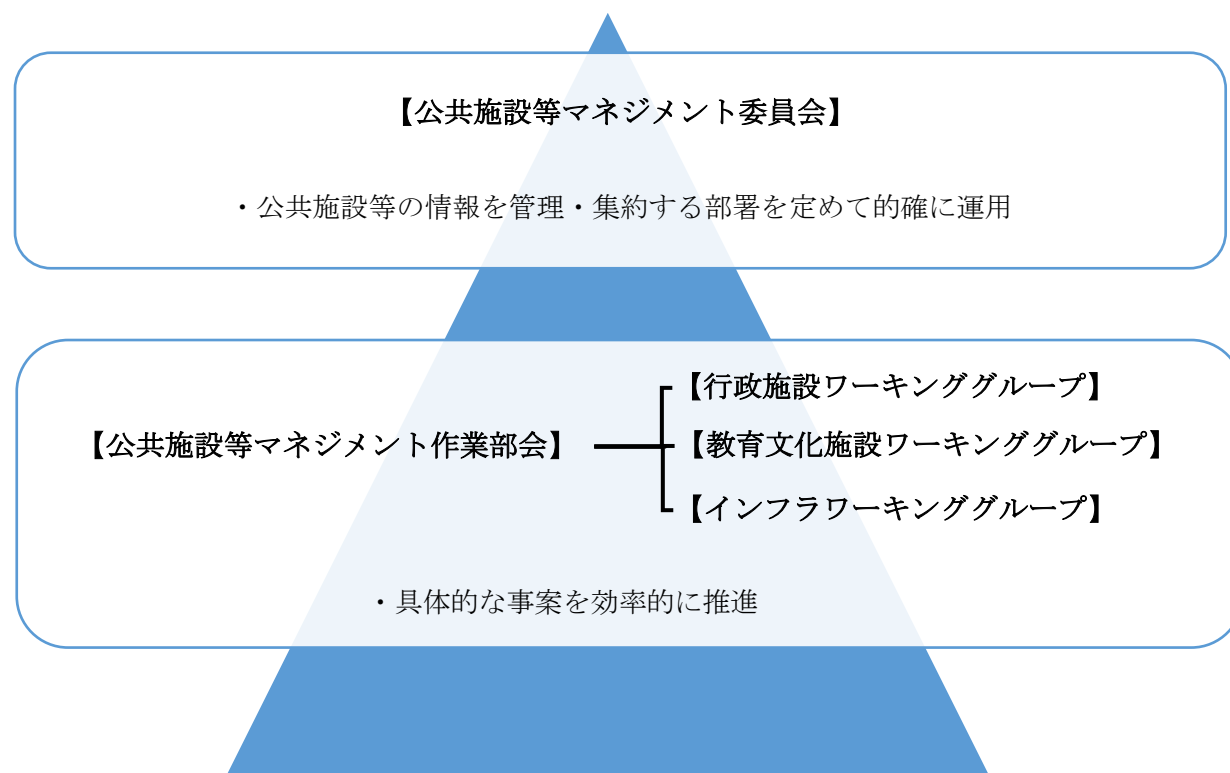 【公共施設等マネジメント委員会】
・公共施設等の情報を管理・集約する部署を定めて的確に運用
【行政施設ワーキンググループ】
【公共施設等マネジメント作業部会】
【教育文化施設ワーキンググループ】
【インフラワーキンググループ】
・具体的な事案を効率的に推進